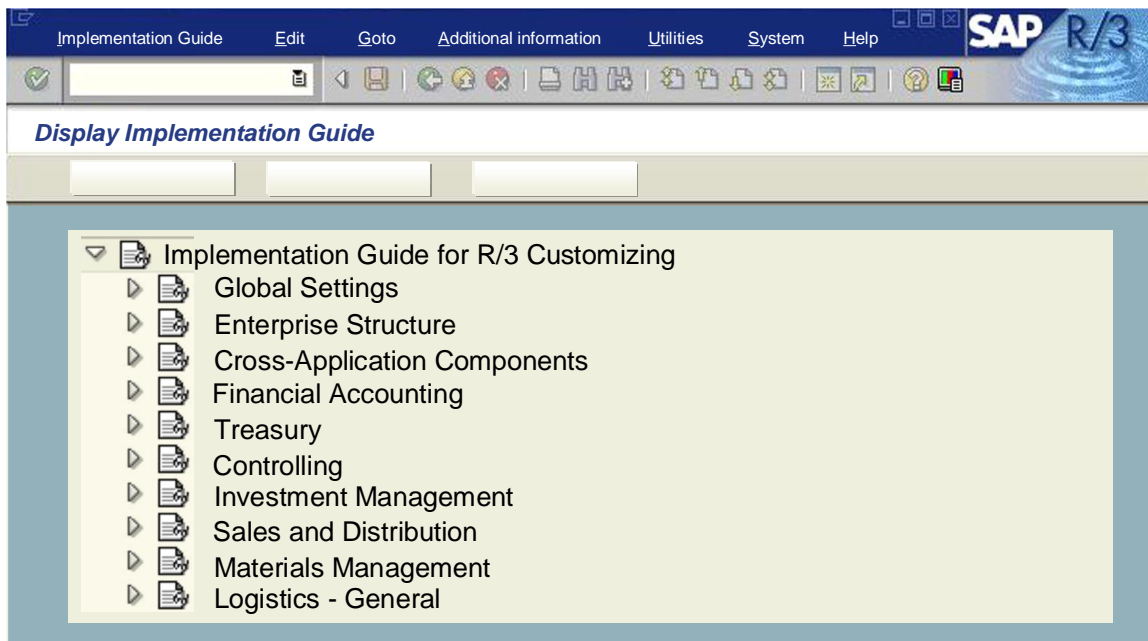 Implementation Guide Edit Goto Additional information Utilities System Help
SAP R/3
Display Implementation Guide
Implementation Guide for R/3 Customizing
Global Settings
Enterprise Structure
Cross-Application Components
Financial Accounting
Treasury
Controlling
Investment Management
Sales and Distribution
Materials Management
Logistics - General